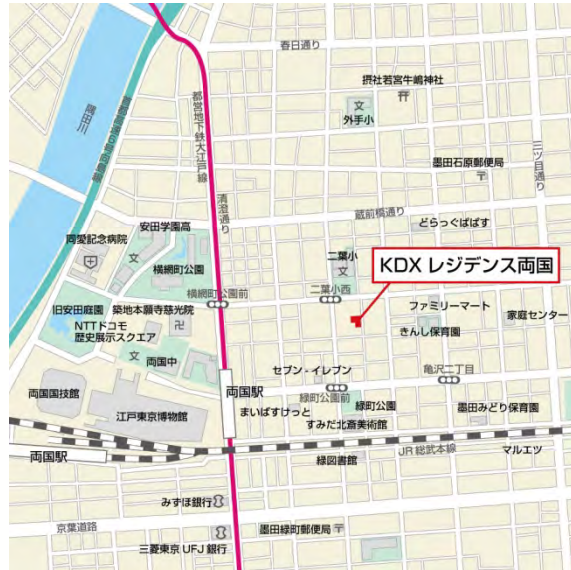 春日通り
摂社若宮牛嶋神社
文
外手小
隅田川
首都高速6号向島線
都営地下鉄大江戸線
清澄通り
三ツ目通り
墨田石原郵便局
蔵前橋通り
どらっぐぱぱす
安田学園高
同愛記念病院
文
横網町公園
二葉小
文
KDX レジデンス両国
横網町公園前
二葉小西
ファミリーマート
旧安田庭園
築地本願寺慈光院
NTTドコモ
歴史展示スクエア
きんし保育園
家庭センター
両国中
文
セブン‐イレブン
亀沢二丁目
両国国技館
両国駅
緑町公園前
江戸東京博物館
まいばすけっと
緑町公園
墨田みどり保育園
すみだ北斎美術館
両国駅
緑図書館
JR 総武本線
マルエツ
みずほ銀行
京葉道路
墨田緑町郵便局
三菱東京 UFJ 銀行